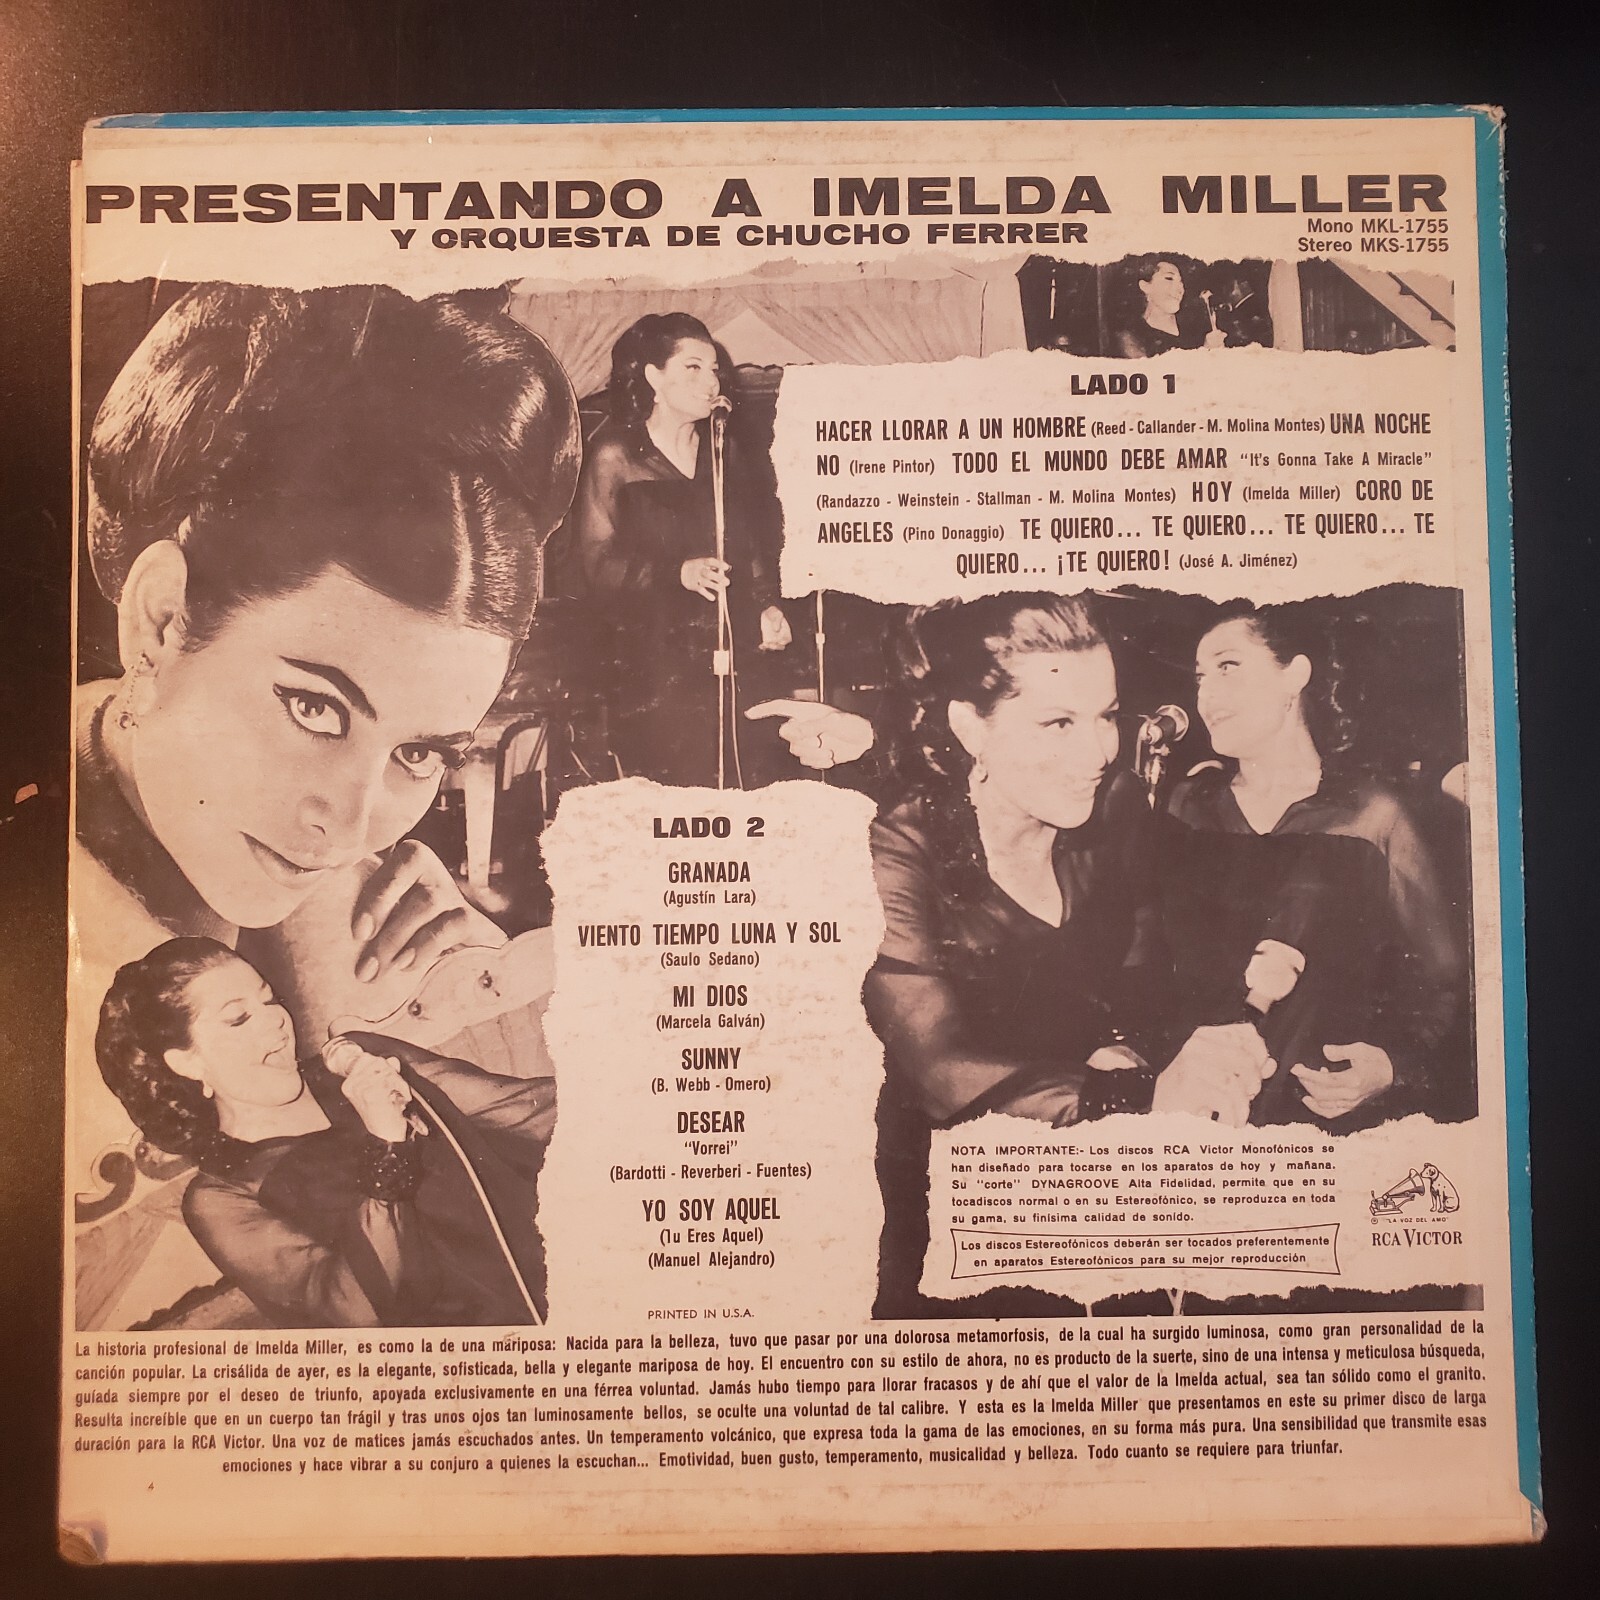 PRESENTANDO A IMELDA MILLER
Y ORQUESTA DE CHUCHO FERRER
Mono MKL-1755
Stereo MKS-1755
LADO 1
HACER LLORAR A UN HOMBRE (Reed - Callander - M. Molina Montes) UNA NOCHE
NO (Irene Pintor) TODO EL MUNDO DEBE AMAR "It's Gonna Take A Miracle"
(Randazzo - Weinstein - Stallman - M. Molina Montes) HOY (Imelda Miller) CORO DE
ANGELES (Pino Donaggio) TE QUIERO... TE QUIERO... TE QUIERO... TE
QUIERO... ¡TE QUIERO! (José A. Jiménez)
LADO 2
GRANADA
(Agustín Lara)
VIENTO TIEMPO LUNA Y SOL
(Saulo Sedano)
MI DIOS
(Marcela Galván)
SUNNY
(B. Webb - Omero)
DESEAR
"Vorrei"
(Bardotti - Reverberi - Fuentes)
YO SOY AQUEL
(Tu Eres Aquel)
(Manuel Alejandro)
PRINTED IN U.S.A.
NOTA IMPORTANTE:- Los discos RCA Victor Monofónicos se
han diseñado para tocarse en los aparatos de hoy y mañana.
Su "corte" DYNAGROOVE Alta Fidelidad, permite que en su
tocadiscos normal o en su Estereofónico, se reproduzca en toda
su gama, su finísima calidad de sonido.
Los discos Estereofónicos deberán ser tocados preferentemente
en aparatos Estereofónicos para su mejor reproducción
"LA VOZ DEL AMO"
RCA VICTOR
La historia profesional de Imelda Miller, es como la de una mariposa: Nacida para la belleza, tuvo que pasar por una dolorosa metamorfosis, de la cual ha surgido luminosa, como gran personalidad de la
canción popular. La crisálida de ayer, es la elegante, sofisticada, bella y elegante mariposa de hoy. El encuentro con su estilo de ahora, no es producto de la suerte, sino de una intensa y meticulosa búsqueda,
guíada siempre por el deseo de triunfo, apoyada exclusivamente en una férrea voluntad. Jamás hubo tiempo para llorar fracasos y de ahí que el valor de la Imelda actual, sea tan sólido como el granito.
Resulta increíble que en un cuerpo tan frágil y tras unos ojos tan luminosamente bellos, se oculte una voluntad de tal calibre. Y esta es la Imelda Miller que presentamos en este su primer disco de larga
duración para la RCA Victor. Una voz de matices jamás escuchados antes. Un temperamento volcánico, que expresa toda la gama de las emociones, en su forma más pura. Una sensibilidad que transmite esas
emociones y hace vibrar a su conjuro a quienes la escuchan... Emotividad, buen gusto, temperamento, musicalidad y belleza. Todo cuanto se requiere para triunfar.
4